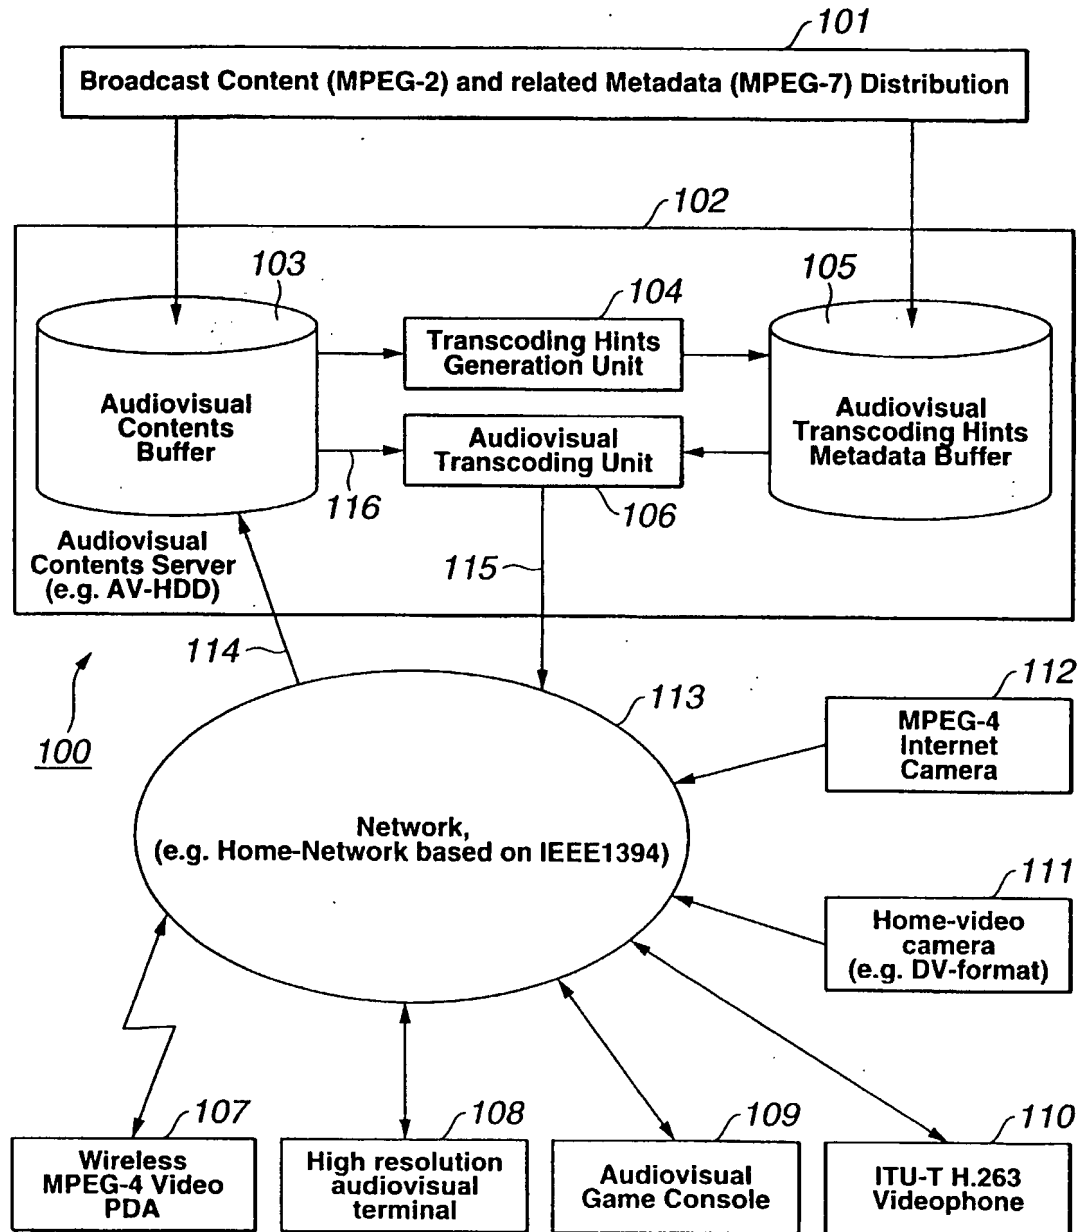 101
Broadcast Content (MPEG-2) and related Metadata (MPEG-7) Distribution
102
103
104
105
Transcoding Hints
Generation Unit
Audiovisual
Contents
Buffer
Audiovisual
Transcoding Unit
Audiovisual
Transcoding Hints
Metadata Buffer
116
106
Audiovisual
Contents Server
(e.g. AV-HDD)
115
114
113
112
MPEG-4
Internet
Camera
100
Network,
(e.g. Home-Network based on IEEE1394)
111
Home-video
camera
(e.g. DV-format)
107
108
109
110
Wireless
MPEG-4 Video
PDA
High resolution
audiovisual
terminal
Audiovisual
Game Console
ITU-T H.263
Videophone